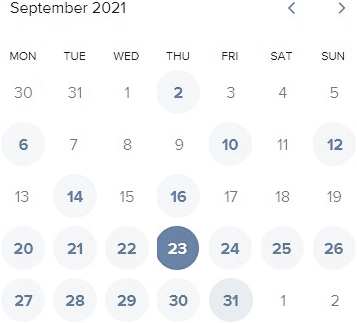 September 2021
MON TUE WED THU FRI SAT SUN
30 31 1 2 3 4 5
6 7 8 9 10 11 12
13 14 15 16 17 18 19
20 21 22 23 24 25 26
27 28 29 30 31 1 2